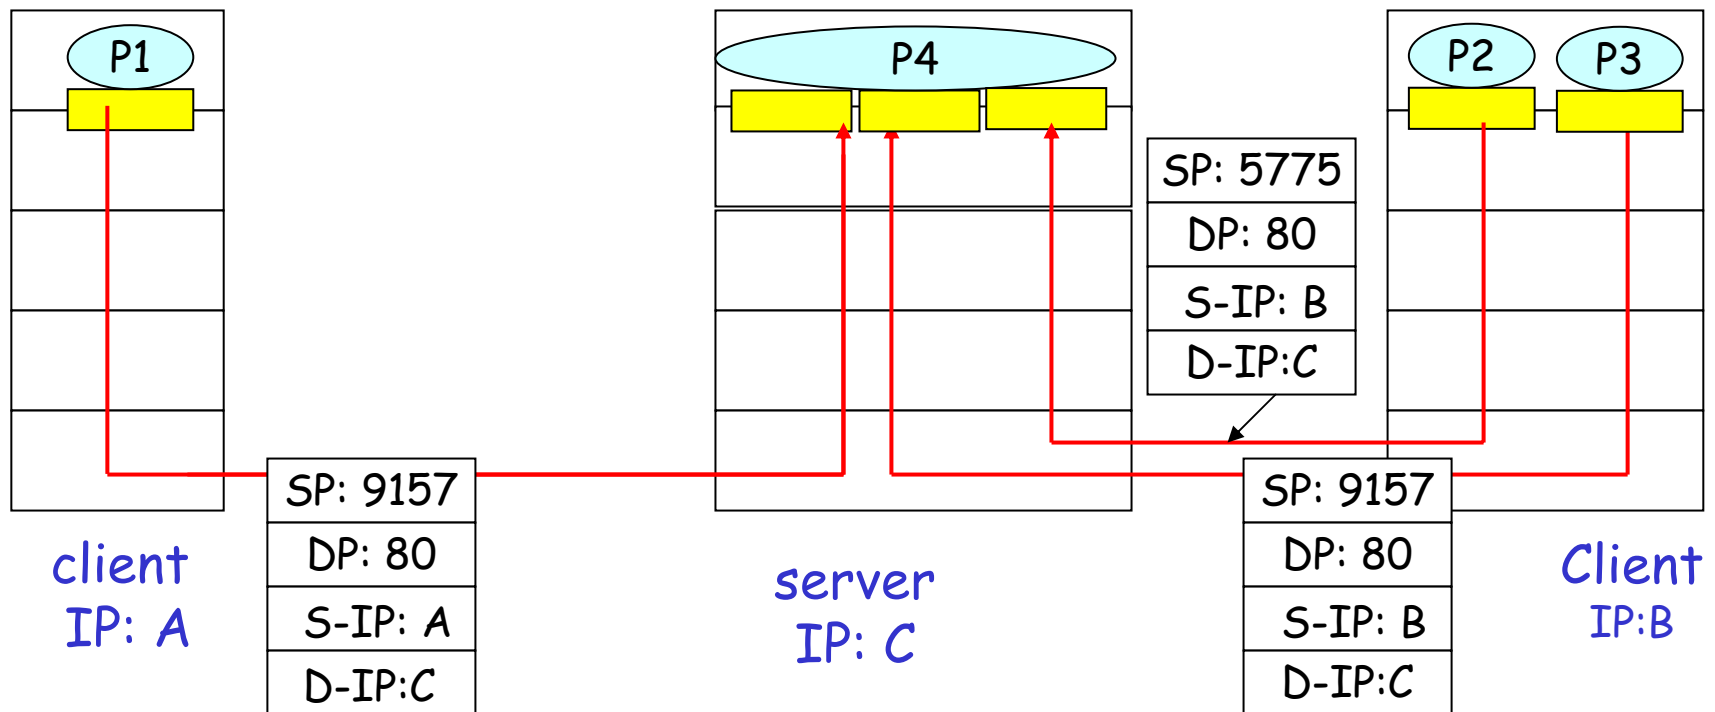 P1
P4
P2
P3
SP: 5775
DP: 80
S-IP: B
D-IP:C
SP: 9157
DP: 80
S-IP: A
D-IP:C
SP: 9157
DP: 80
S-IP: B
D-IP:C
client
IP: A
server
IP: C
Client
IP:B